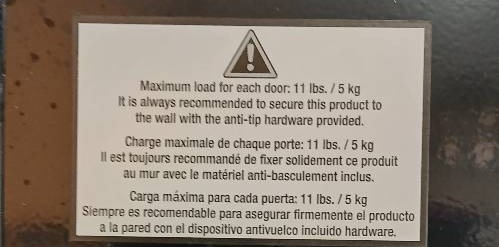 Maximum load for each door: 11 lbs. / 5 kg
It is always recommended to secure this product to
the wall with the anti-tip hardware provided.
Charge maximale de chaque porte: 11 lbs. / 5 kg
Il est toujours recommandé de fixer solidement ce produit
au mur avec le matériel anti-basculement inclus.
Carga máxima para cada puerta: 11 lbs. / 5 kg
Siempre es recomendable para asegurar firmemente el producto
a la pared con el dispositivo antivuelco incluido hardware.